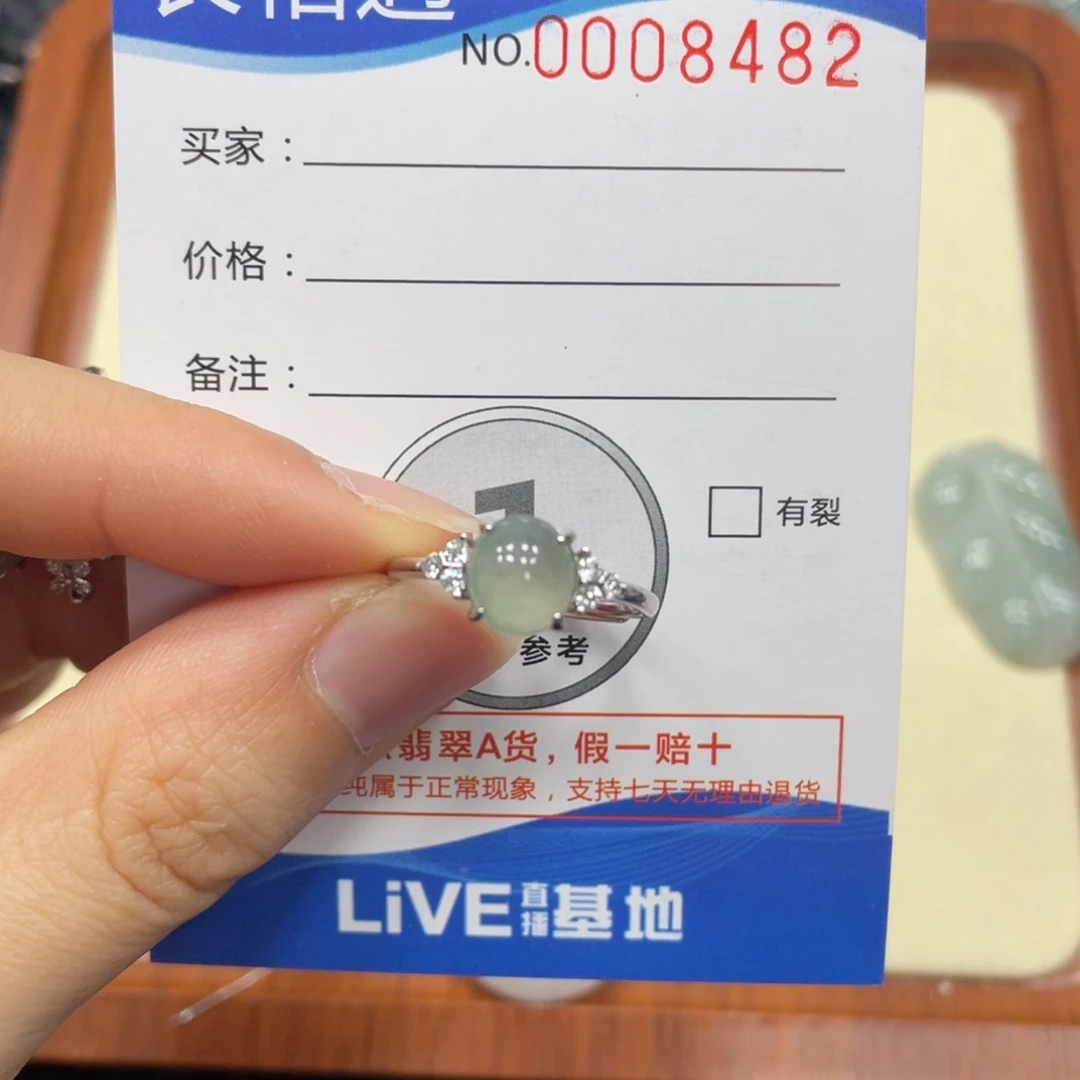 NO.0008482
买家：
价格：
备注：
有裂
参考
翡翠A货，假一赔十
纯属于正常现象，支持七天无理由退货
LiVE直播基地